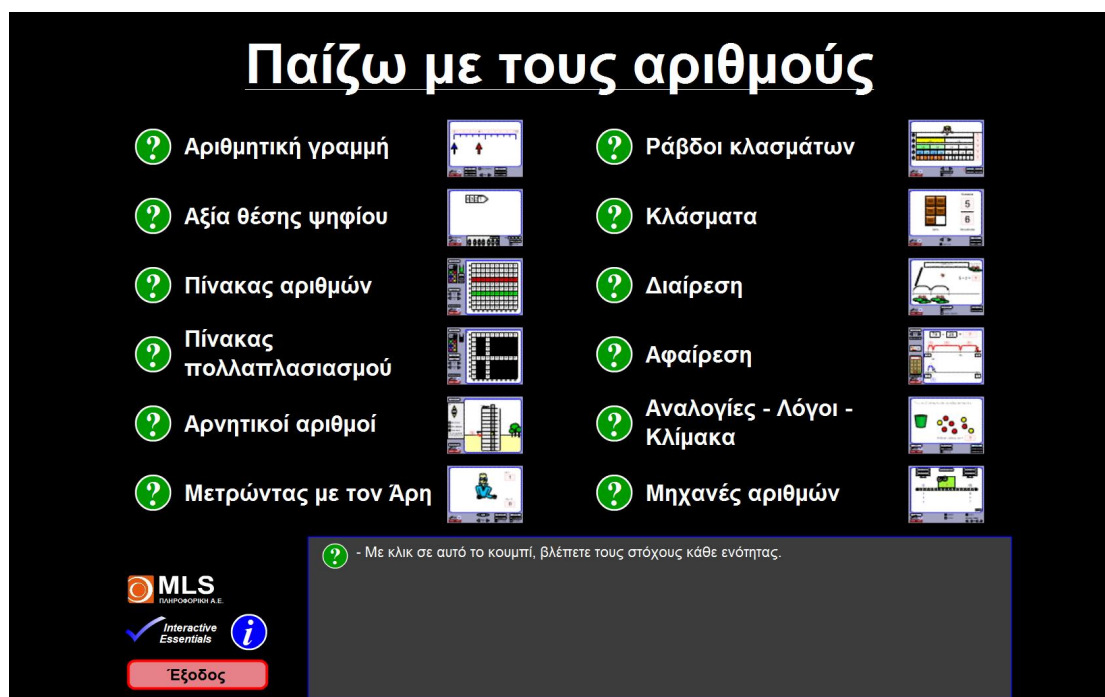 Παίζω με τους αριθμούς
Αριθμητική γραμμή
Αξία θέσης ψηφίου
Πίνακας αριθμών
Πίνακας
πολλαπλασιασμού
Αρνητικοί αριθμοί
Μετρώντας με τον Άρη
Ράβδοι κλασμάτων
Κλάσματα
5
6
Διαίρεση
Αφαίρεση
Αναλογίες - Λόγοι -
Κλίμακα
Μηχανές αριθμών
? - Με κλικ σε αυτό το κουμπί, βλέπετε τους στόχους κάθε ενότητας.
MLS
ΠΛΗΡΟΦΟΡΙΚΗ Α.Ε.
Interactive
Essentials
i
Έξοδος